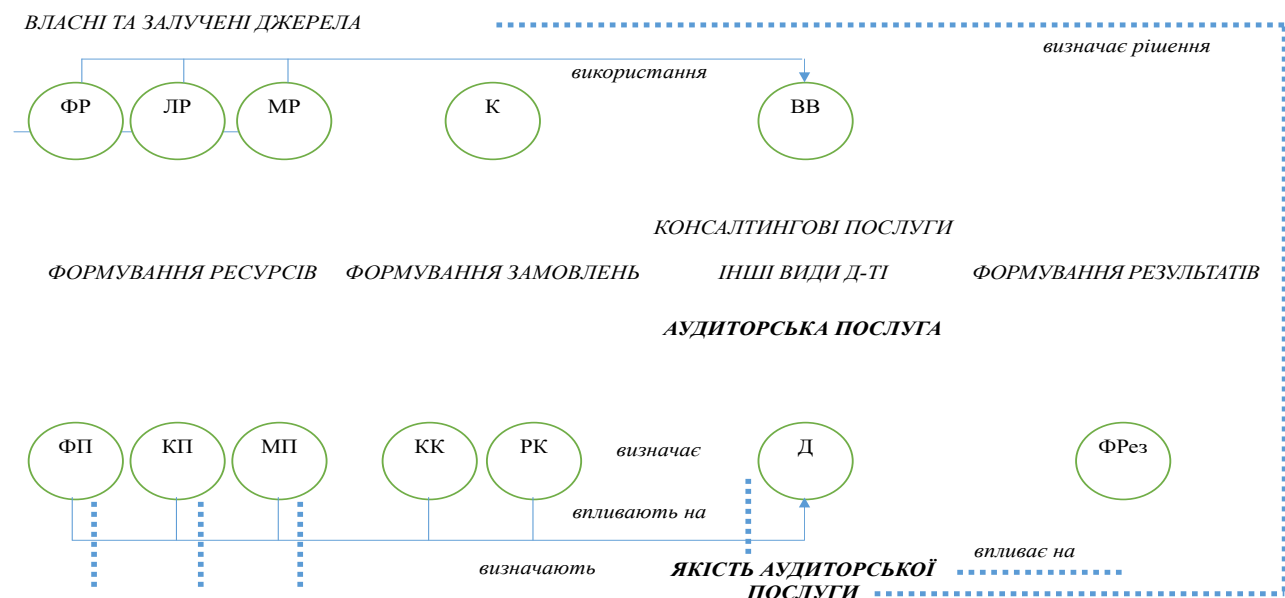 ВЛАСНІ ТА ЗАЛУЧЕНІ ДЖЕРЕЛА
визначає рішення
використання
ФР ЛР МР К ВВ
КОНСАЛТИНГОВІ ПОСЛУГИ
ФОРМУВАННЯ РЕСУРСІВ ФОРМУВАННЯ ЗАМОВЛЕНЬ ІНШІ ВИДИ Д-ТІ ФОРМУВАННЯ РЕЗУЛЬТАТІВ
АУДИТОРСЬКА ПОСЛУГА
ФП КП МП КК РК визначає Д ФРез
впливають на
впливає на
визначають ЯКІСТЬ АУДИТОРСЬКОЇ
ПОСЛУГИ